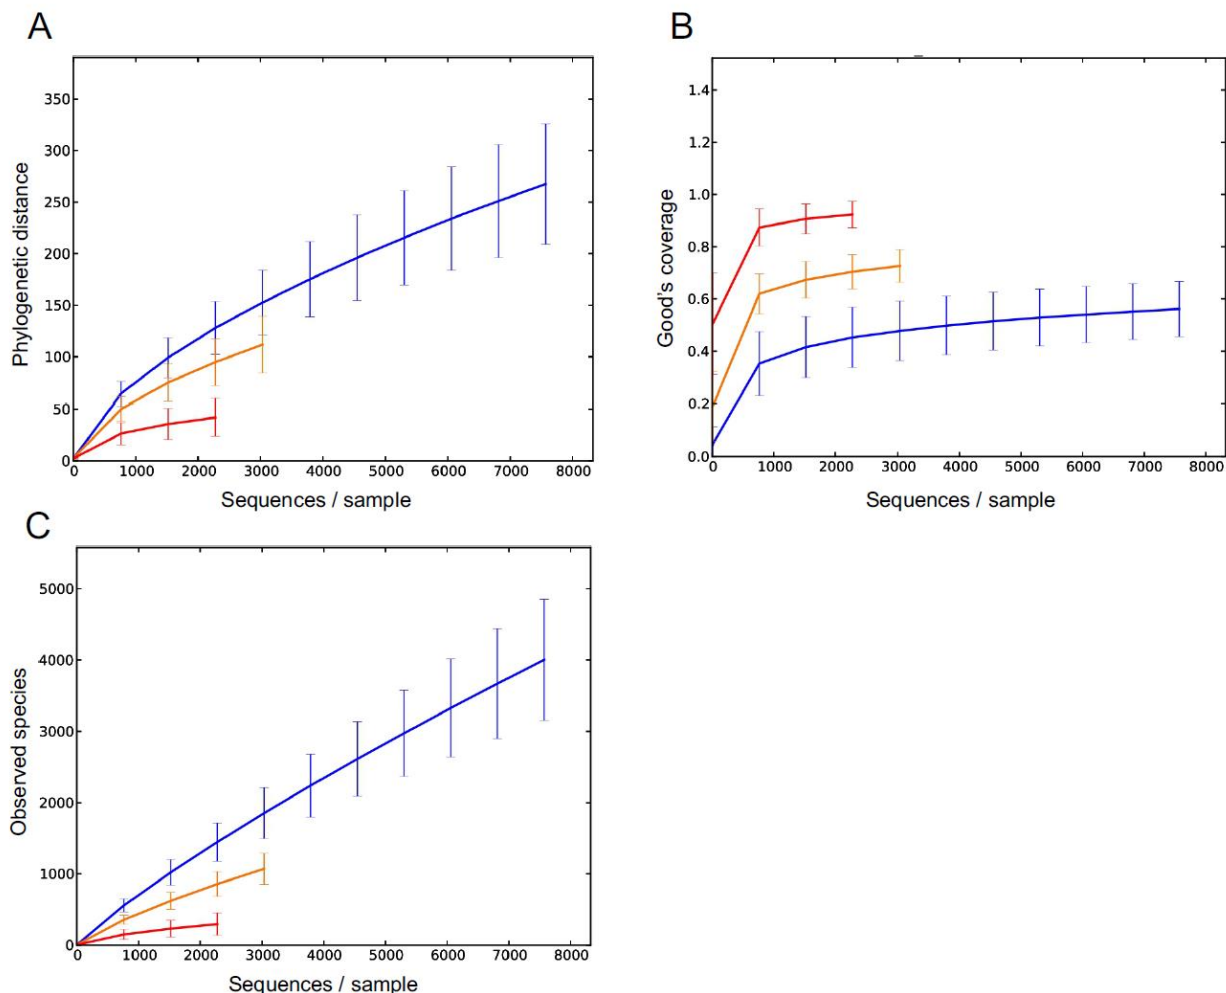 A
350
300
250
200
150
100
50
0
0 1000 2000 3000 4000 5000 6000 7000 8000
Phylogenetic distance
Sequences / sample
B
1.4
1.2
1.0
0.8
0.6
0.4
0.2
0.0
0 1000 2000 3000 4000 5000 6000 7000 8000
Good's coverage
Sequences / sample
C
5000
4000
3000
2000
1000
0
0 1000 2000 3000 4000 5000 6000 7000 8000
Observed species
Sequences / sample